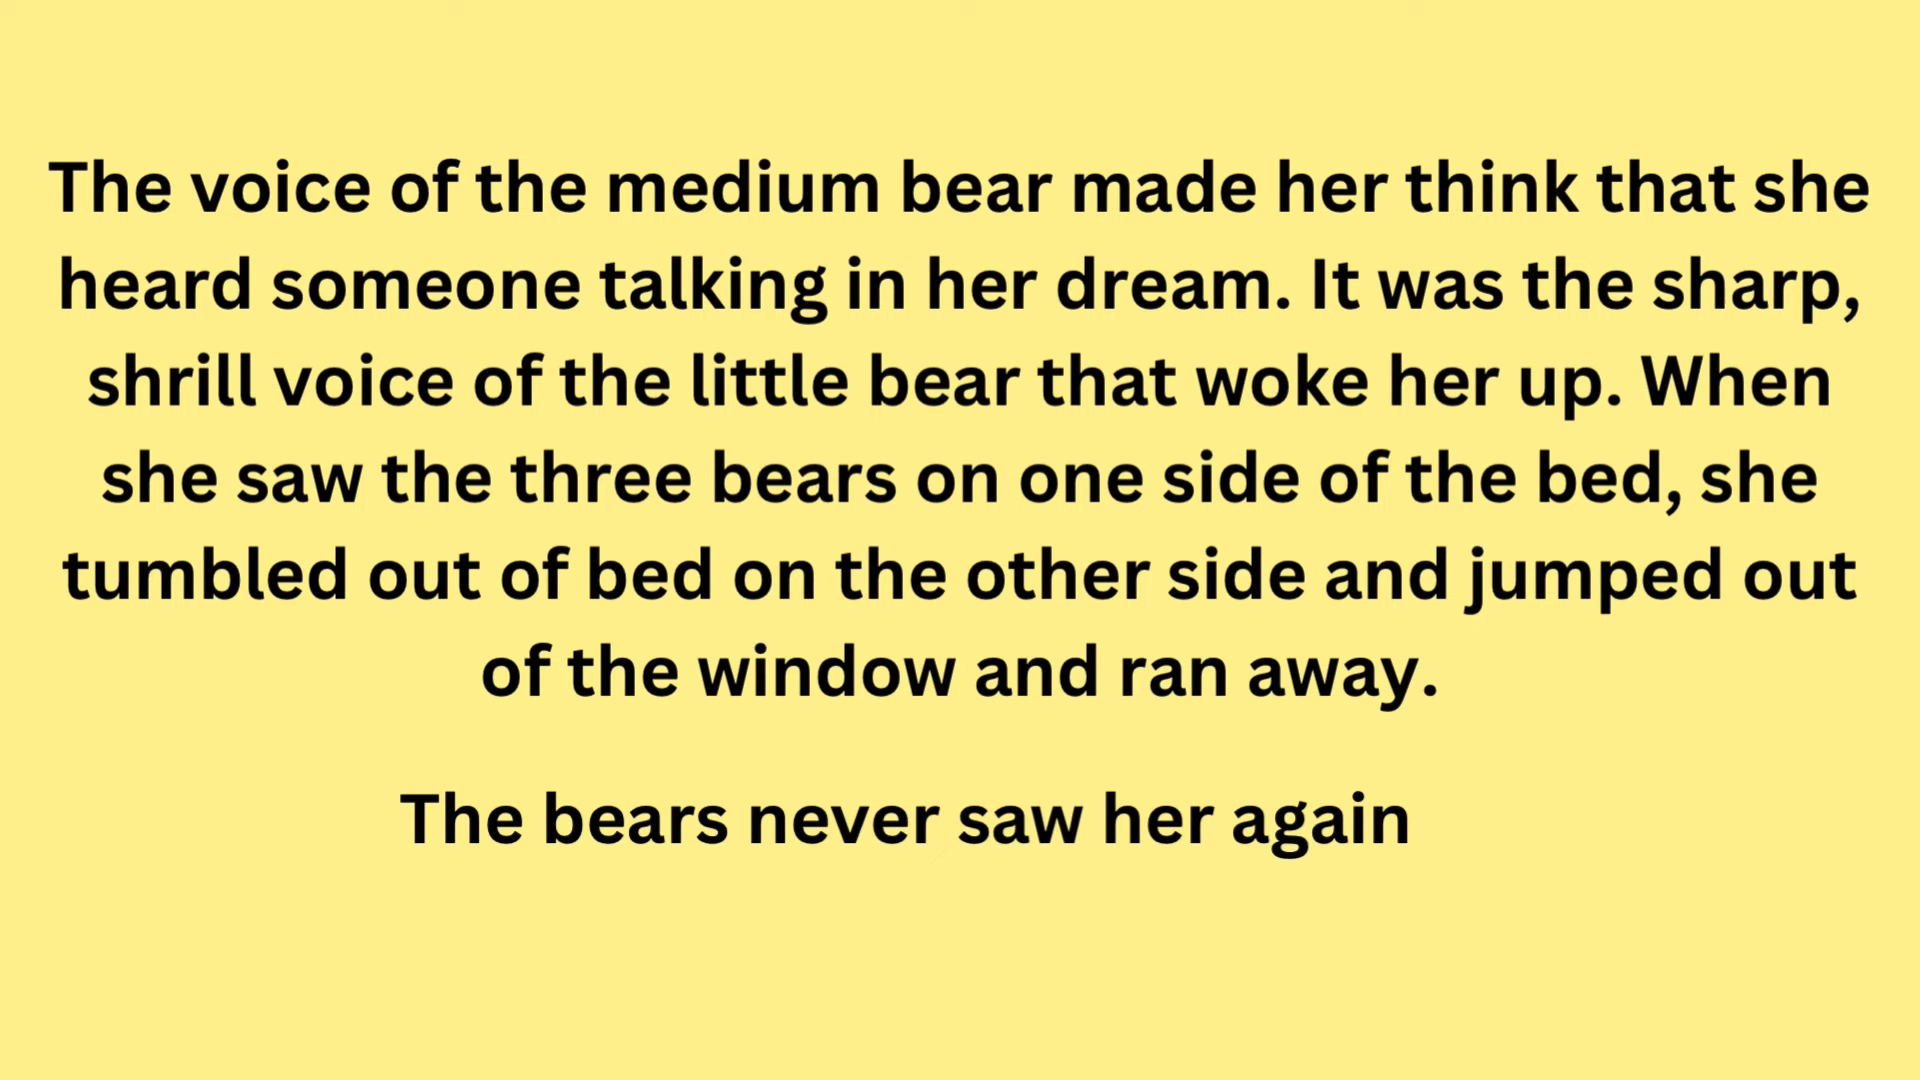 The voice of the medium bear made her think that she
heard someone talking in her dream. It was the sharp,
shrill voice of the little bear that woke her up. When
she saw the three bears on one side of the bed, she
tumbled out of bed on the other side and jumped out
of the window and ran away.
The bears never saw her again